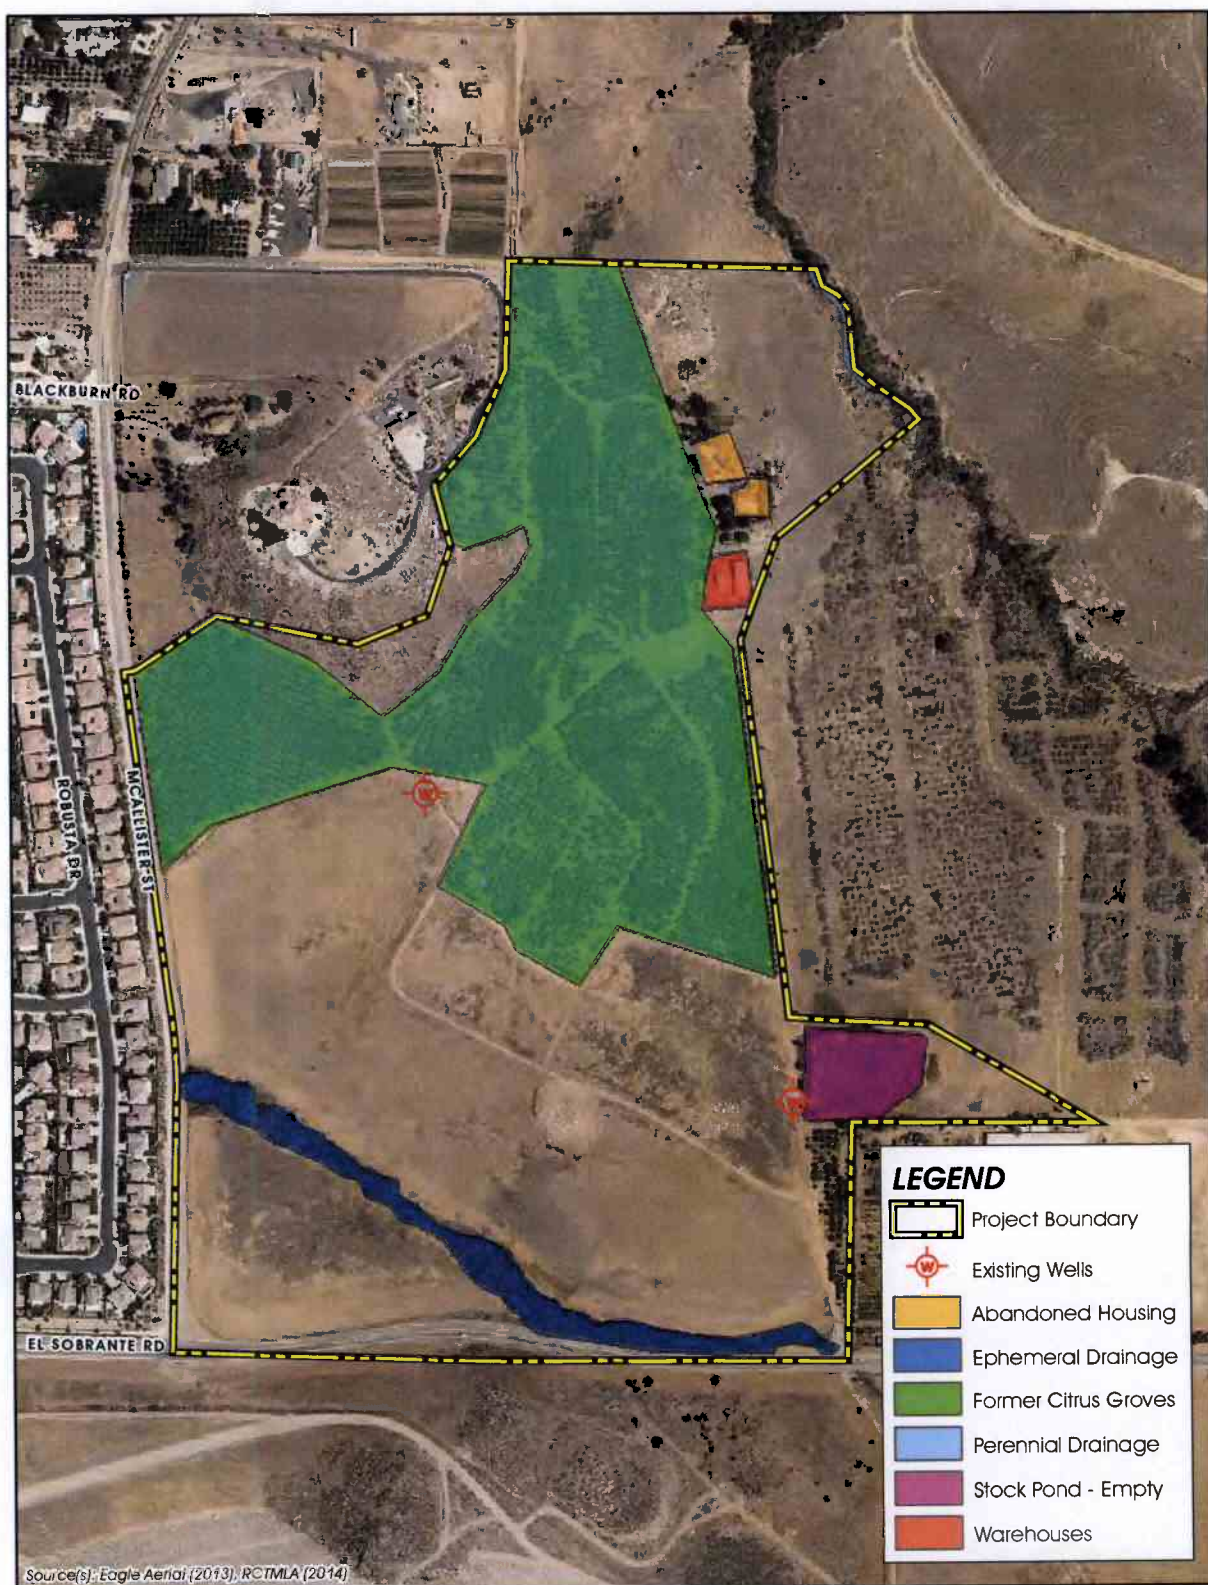 BLACKBURN RD
MCALLISTER ST
ROBUSTA DR
W
W
EL SOBRANTE RD
LEGEND
Project Boundary
W
Existing Wells
Abandoned Housing
Ephemeral Drainage
Former Citrus Groves
Perennial Drainage
Stock Pond - Empty
Warehouses
Source(s): Eagle Aerial (2013), RCTMLA (2014)